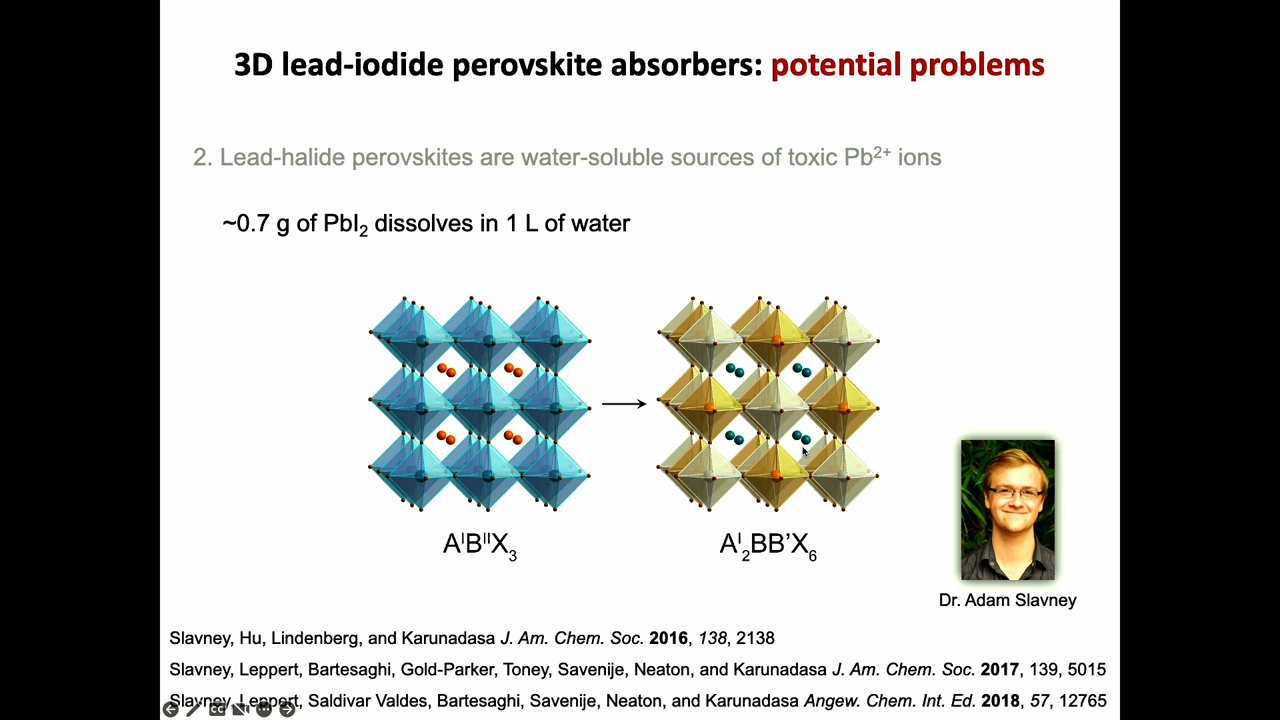 3D lead-iodide perovskite absorbers: potential problems
2. Lead-halide perovskites are water-soluble sources of toxic Pb²⁺ ions
~0.7 g of PbI₂ dissolves in 1 L of water
AᴵBᴵᴵX₃
Aᴵ₂BB’X₆
Dr. Adam Slavney
Slavney, Hu, Lindenberg, and Karunadasa J. Am. Chem. Soc. 2016, 138, 2138
Slavney, Leppert, Bartesaghi, Gold-Parker, Toney, Savenije, Neaton, and Karunadasa J. Am. Chem. Soc. 2017, 139, 5015
Slavney, Leppert, Saldivar Valdes, Bartesaghi, Savenije, Neaton, and Karunadasa Angew. Chem. Int. Ed. 2018, 57, 12765
CC